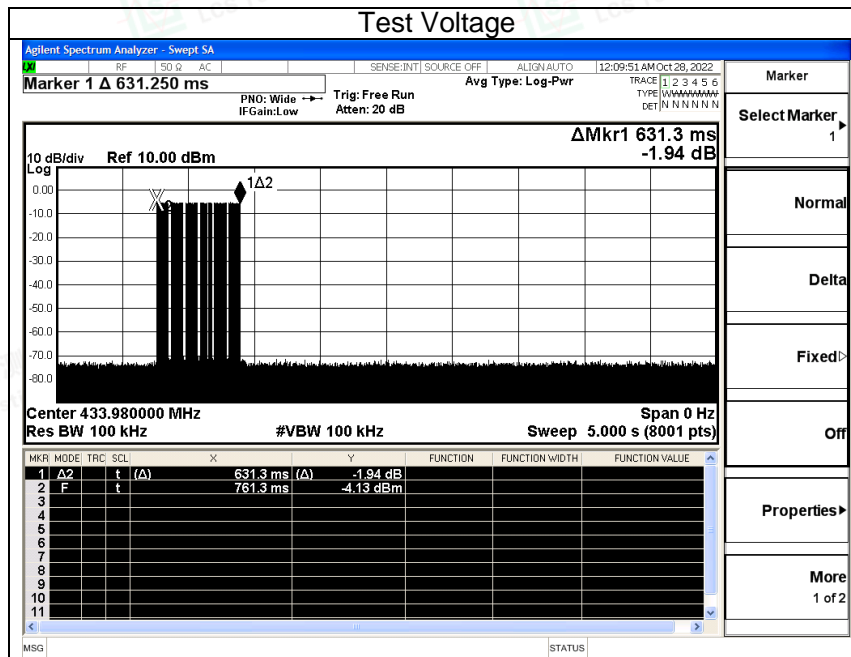 Test Voltage
Agilent Spectrum Analyzer - Swept SA
LXI RF 50 Ω AC SENSE:INT SOURCE OFF ALIGN AUTO 12:09:51 AM Oct 28, 2022
Marker 1 Δ 631.250 ms
PNO: Wide
IFGain:Low
Trig: Free Run
Atten: 20 dB
Avg Type: Log-Pwr
TRACE 1 2 3 4 5 6
TYPE WWWWWW
DET N N N N N N
ΔMkr1 631.3 ms
-1.94 dB
10 dB/div Ref 10.00 dBm
Log
0.00
-10.0
-20.0
-30.0
-40.0
-50.0
-60.0
-70.0
-80.0
1Δ2
Center 433.980000 MHz Span 0 Hz
Res BW 100 kHz #VBW 100 kHz Sweep 5.000 s (8001 pts)
MKR MODE TRC SCL X Y FUNCTION FUNCTION WIDTH FUNCTION VALUE
1 Δ2 t (Δ) 631.3 ms (Δ) -1.94 dB
2 F t 761.3 ms -4.13 dBm
3
4
5
6
7
8
9
10
11
MSG STATUS
Marker
Select Marker
1
Normal
Delta
Fixed
Off
Properties
More
1 of 2